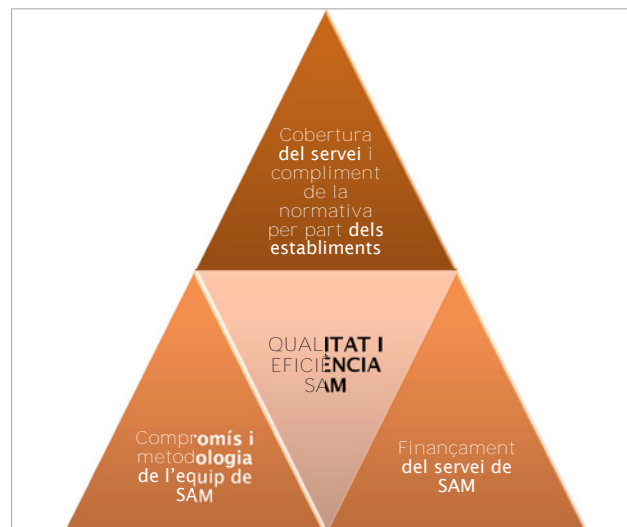 Cobertura
del servei i
compliment
de la
normativa
per part dels
establiments
QUALITAT I
EFICIÈNCIA
SAM
Compromís i
metodologia
de l’equip de
SAM
Finançament
del servei de
SAM